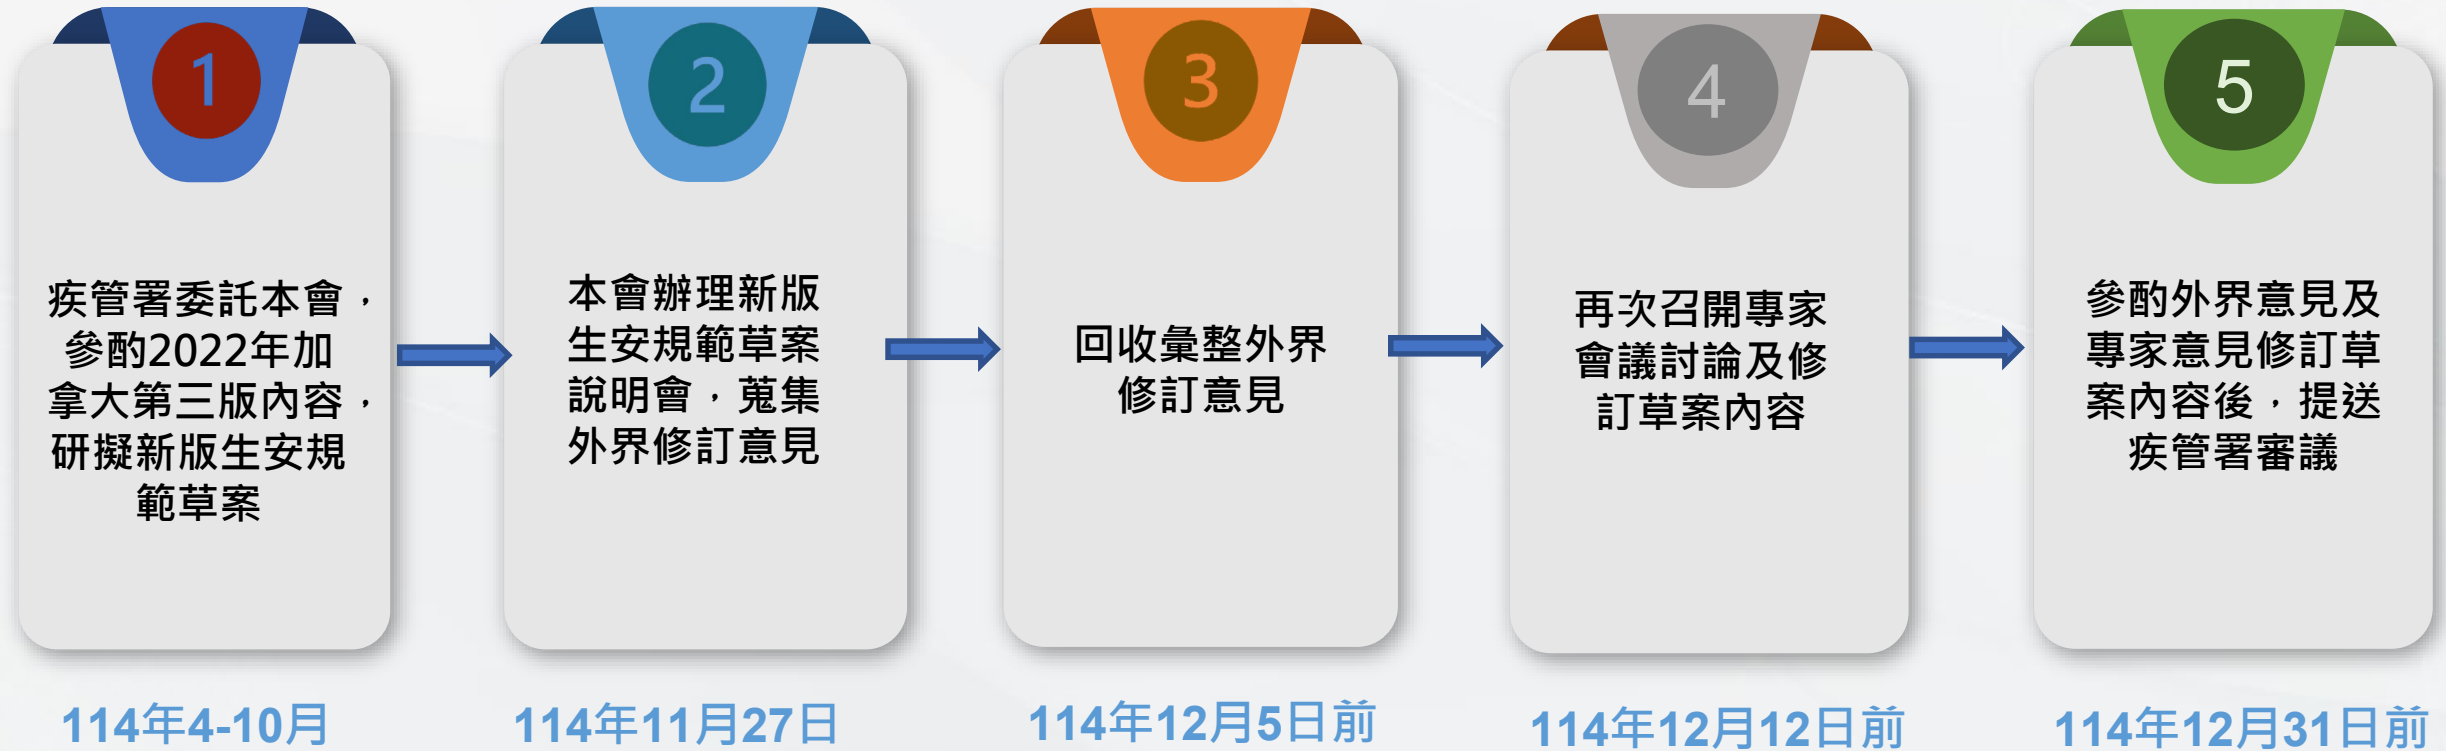 1
疾管署委託本會，
參酌2022年加
拿大第三版內容，
研擬新版生安規
範草案
114年4-10月
2
本會辦理新版
生安規範草案
說明會，蒐集
外界修訂意見
114年11月27日
3
回收彙整外界
修訂意見
114年12月5日前
4
再次召開專家
會議討論及修
訂草案內容
114年12月12日前
5
參酌外界意見及
專家意見修訂草
案內容後，提送
疾管署審議
114年12月31日前